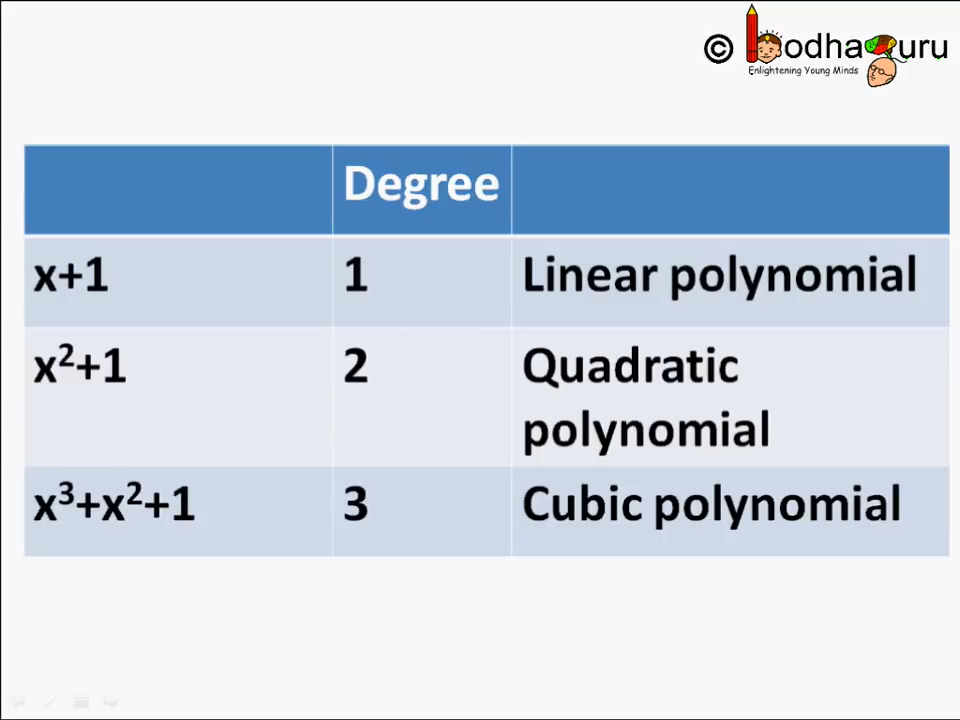 © BodhaGuru
Enlightening Young Minds
Degree
x+1 1 Linear polynomial
x²+1 2 Quadratic
polynomial
x³+x²+1 3 Cubic polynomial